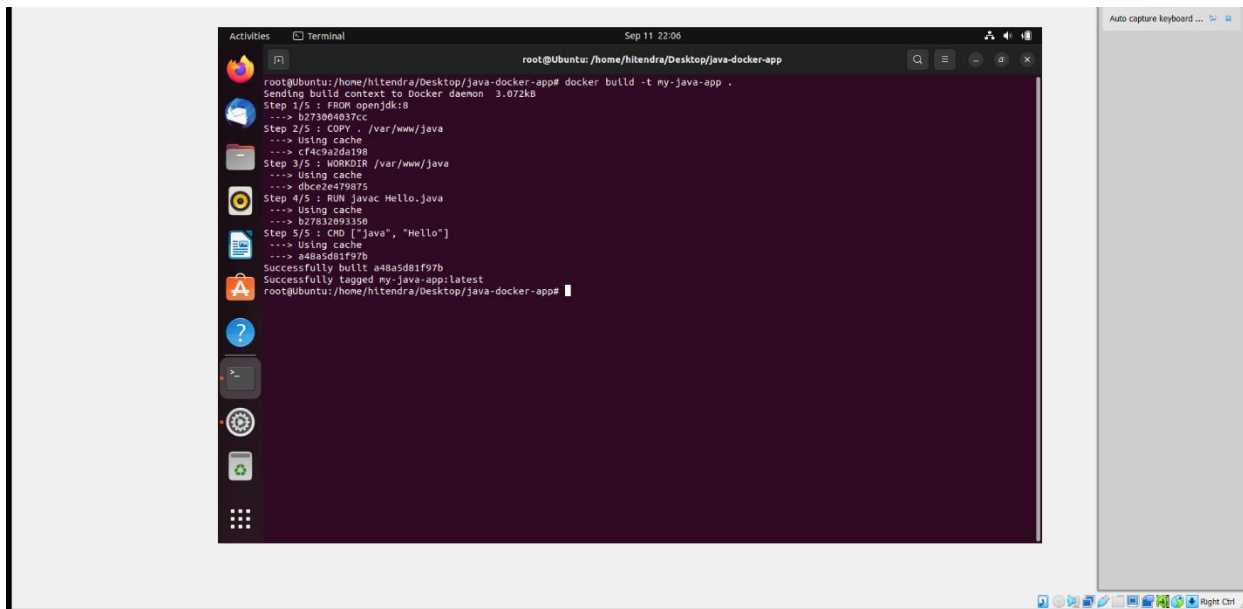 Auto capture keyboard ...
Activities
Terminal
Sep 11 22:06
root@Ubuntu: /home/hitendra/Desktop/java-docker-app
root@Ubuntu:/home/hitendra/Desktop/java-docker-app# docker build -t my-java-app .
Sending build context to Docker daemon  3.072kB
Step 1/5 : FROM openjdk:8
 ---> b273004037cc
Step 2/5 : COPY . /var/www/java
 ---> Using cache
 ---> cf4c9a2da198
Step 3/5 : WORKDIR /var/www/java
 ---> Using cache
 ---> dbce2e479875
Step 4/5 : RUN javac Hello.java
 ---> Using cache
 ---> b27832093350
Step 5/5 : CMD ["java", "Hello"]
 ---> Using cache
 ---> a48a5d81f97b
Successfully built a48a5d81f97b
Successfully tagged my-java-app:latest
root@Ubuntu:/home/hitendra/Desktop/java-docker-app#
Right Ctrl